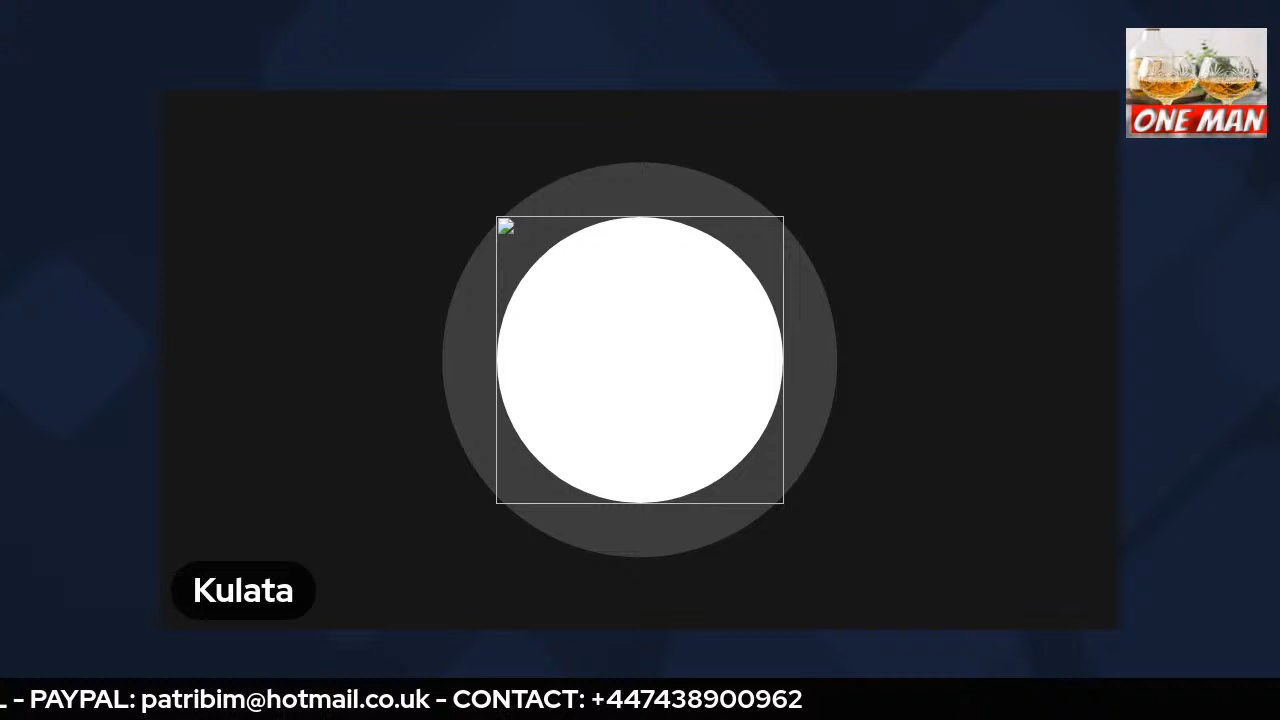 ONE MAN
Kulata
- PAYPAL: patribim@hotmail.co.uk - CONTACT: +447438900962